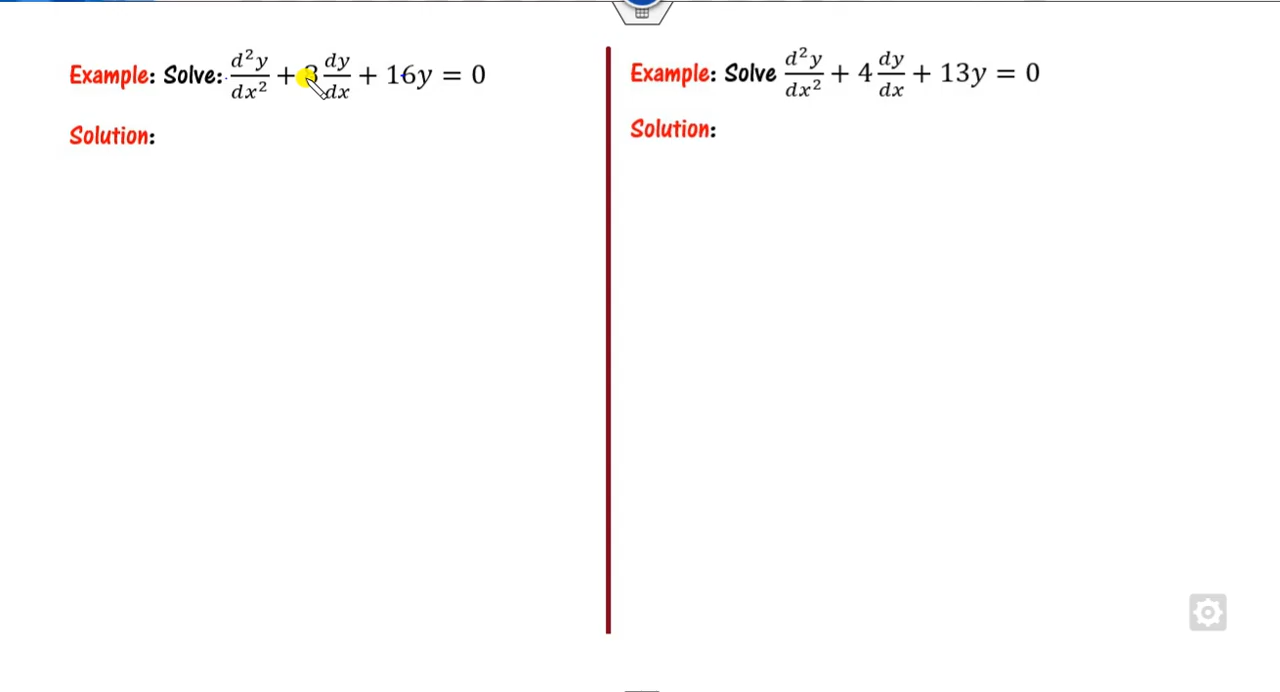 Example: Solve: d²y/dx² + 3 dy/dx + 16y = 0
Solution:
Example: Solve d²y/dx² + 4 dy/dx + 13y = 0
Solution: